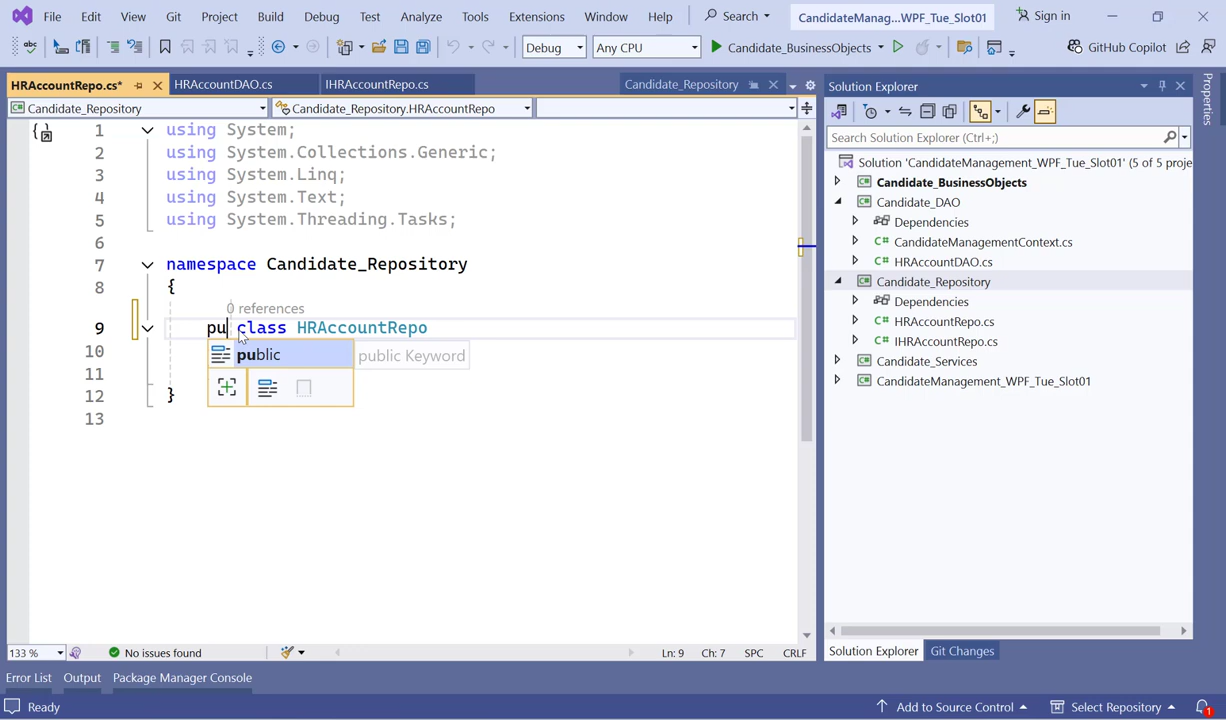 File Edit View Git Project Build Debug Test Analyze Tools Extensions Window Help Search CandidateManag...WPF_Tue_Slot01 Sign in
Debug Any CPU Candidate_BusinessObjects GitHub Copilot
HRAccountRepo.cs* HRAccountDAO.cs IHRAccountRepo.cs Candidate_Repository
Candidate_Repository Candidate_Repository.HRAccountRepo
1 using System;
2 using System.Collections.Generic;
3 using System.Linq;
4 using System.Text;
5 using System.Threading.Tasks;
6
7 namespace Candidate_Repository
8 {
0 references
9 pu class HRAccountRepo
public public Keyword
10
11
12 }
13
133 % No issues found Ln: 9 Ch: 7 SPC CRLF
Solution Explorer
Search Solution Explorer (Ctrl+;)
Solution 'CandidateManagement_WPF_Tue_Slot01' (5 of 5 proje
Candidate_BusinessObjects
Candidate_DAO
Dependencies
CandidateManagementContext.cs
HRAccountDAO.cs
Candidate_Repository
Dependencies
HRAccountRepo.cs
IHRAccountRepo.cs
Candidate_Services
CandidateManagement_WPF_Tue_Slot01
Solution Explorer Git Changes
Properties
Error List Output Package Manager Console
Ready Add to Source Control Select Repository 1